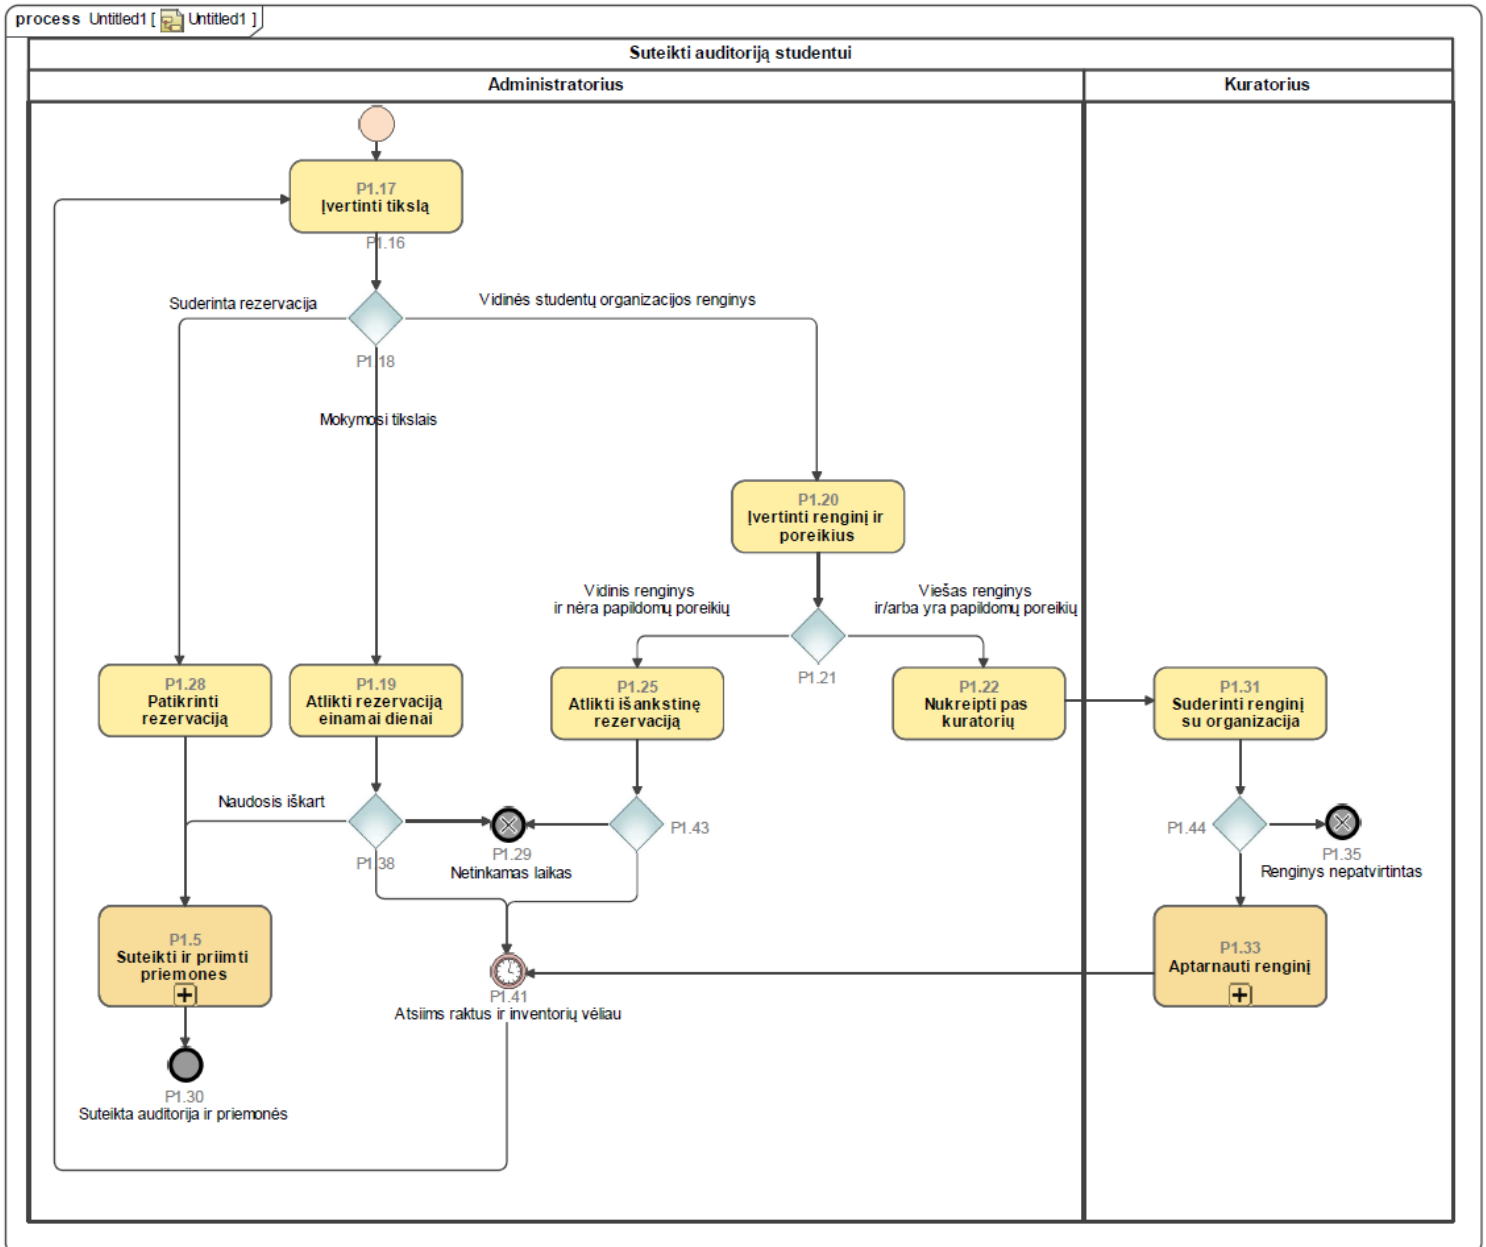 process Untitled1 [ Untitled1 ]
Suteikti auditoriją studentui
Administratorius
Kuratorius
P1.17
Įvertinti tikslą
P1.16
Suderinta rezervacija
Vidinės studentų organizacijos renginys
P1.18
Mokymosi tikslais
P1.20
Įvertinti renginį ir
poreikius
Vidinis renginys
ir nėra papildomų poreikių
Viešas renginys
ir/arba yra papildomų poreikių
P1.21
P1.28
Patikrinti
rezervaciją
P1.19
Atlikti rezervaciją
einamai dienai
P1.25
Atlikti išankstinę
rezervaciją
P1.22
Nukreipti pas
kuratorių
P1.31
Suderinti renginį
su organizacija
Naudosis iškart
P1.38
P1.29
Netinkamas laikas
P1.43
P1.44
P1.35
Renginys nepatvirtintas
P1.5
Suteikti ir priimti
priemones
P1.33
Aptarnauti renginį
P1.41
Atsiims raktus ir inventorių vėliau
P1.30
Suteikta auditorija ir priemonės